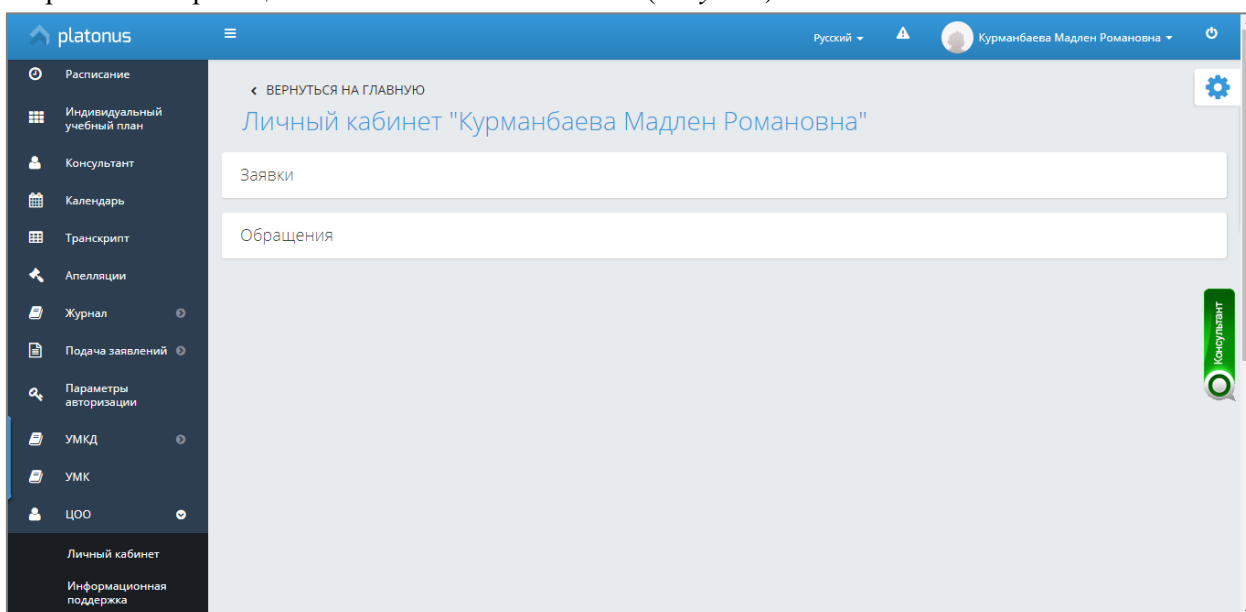 platonus
Русский
Курманбаева Мадлен Романовна
Расписание
Индивидуальный
учебный план
Консультант
Календарь
Транскрипт
Апелляции
Журнал
Подача заявлений
Параметры
авторизации
УМКД
УМК
ЦОО
Личный кабинет
Информационная
поддержка
ВЕРНУТЬСЯ НА ГЛАВНУЮ
Личный кабинет "Курманбаева Мадлен Романовна"
Заявки
Обращения
Консультант